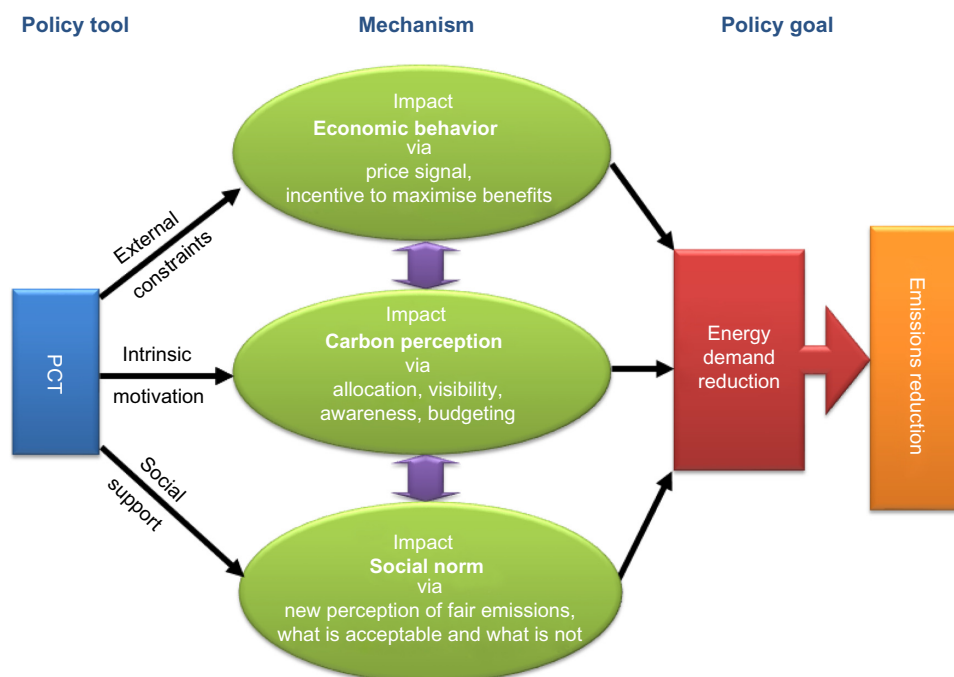 Policy tool
Mechanism
Policy goal
Impact
Economic behavior
via
price signal,
incentive to maximise benefits
External
constraints
PCT
Intrinsic
motivation
Impact
Carbon perception
via
allocation, visibility,
awareness, budgeting
Energy
demand
reduction
Emissions reduction
Social
support
Impact
Social norm
via
new perception of fair emissions,
what is acceptable and what is not